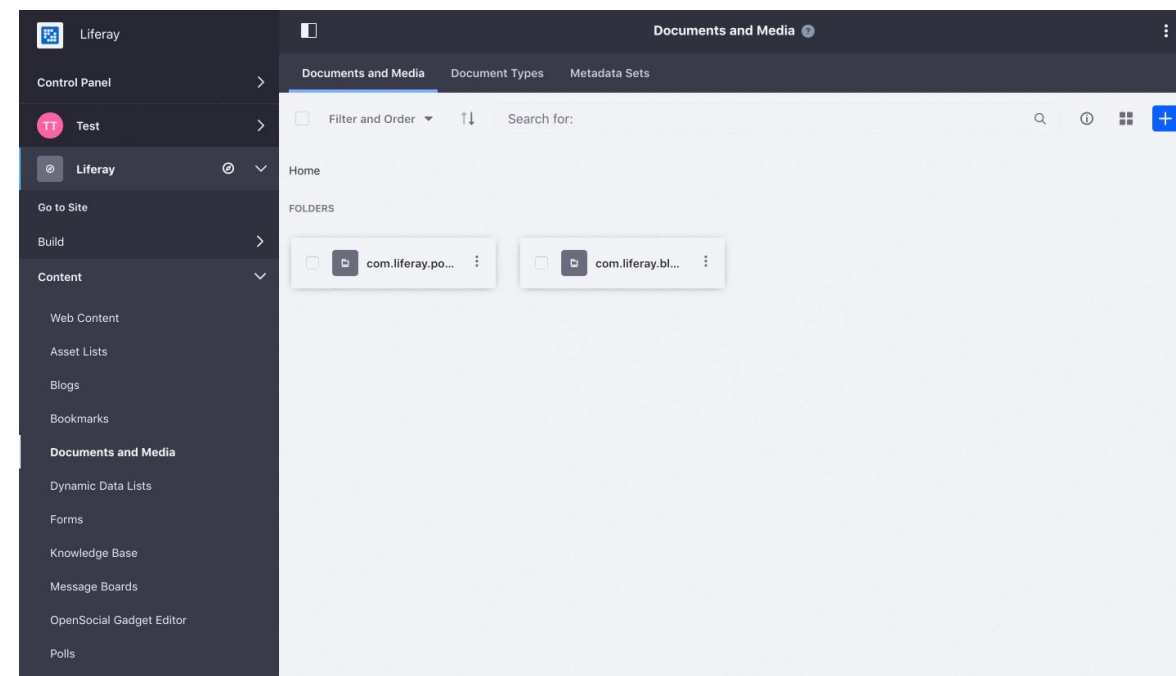 Liferay
Control Panel
TT Test
Liferay
Go to Site
Build
Content
Web Content
Asset Lists
Blogs
Bookmarks
Documents and Media
Dynamic Data Lists
Forms
Knowledge Base
Message Boards
OpenSocial Gadget Editor
Polls
Documents and Media ?
Documents and Media Document Types Metadata Sets
Filter and Order Search for:
Home
FOLDERS
com.liferay.po... com.liferay.bl...